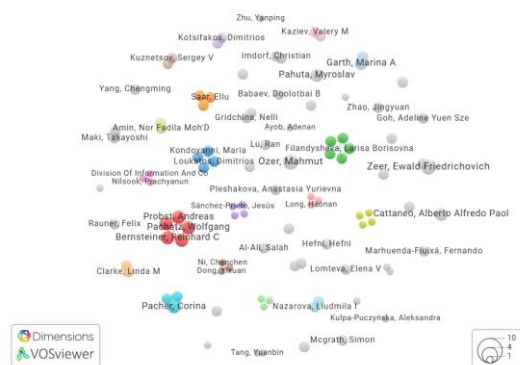 Zhu, Yanping
Kotsifakos, Dimitrios
Kaziev, Valery M
Kuznetsov, Sergey V
Imdorf, Christian
Garth, Marina A
Pahuta, Myroslav
Yang, Chengming
Saar, Ellu
Babaev, Doolotbai B
Zhao, Jingyuan
Gridchina, Nelli
Goh, Adeline Yuen Sze
Amin, Nor Fadila Moh'D
Ayob, Adenan
Maki, Takayoshi
Lu, Ran
Kondoyanni, Maria
Filandysheva, Larisa Borisovna
Loukatos, Dimitrios
Ozer, Mahmut
Zeer, Ewald Friedrichovich
Division Of Information And Co
Nilsook, Prachyanun
Pleshakova, Anastasia Yurievna
Sánchez-Prieto, Jesús
Long, Haonan
Probst, Andreas
Cattaneo, Alberto Alfredo Paol
Rauner, Felix
Pachatz, Wolfgang
Bernsteiner, Reinhard C
Al-Ali, Salah
Hefni, Hefni
Marhuenda-Fluixá, Fernando
Clarke, Linda M
Ni, Chenchen
Dong, Yixuan
Lomteva, Elena V
Pacher, Corina
Nazarova, Liudmila I
Kulpa-Puczyńska, Aleksandra
Mcgrath, Simon
Tang, Yuanbin
Dimensions
VOSviewer
10
4
1